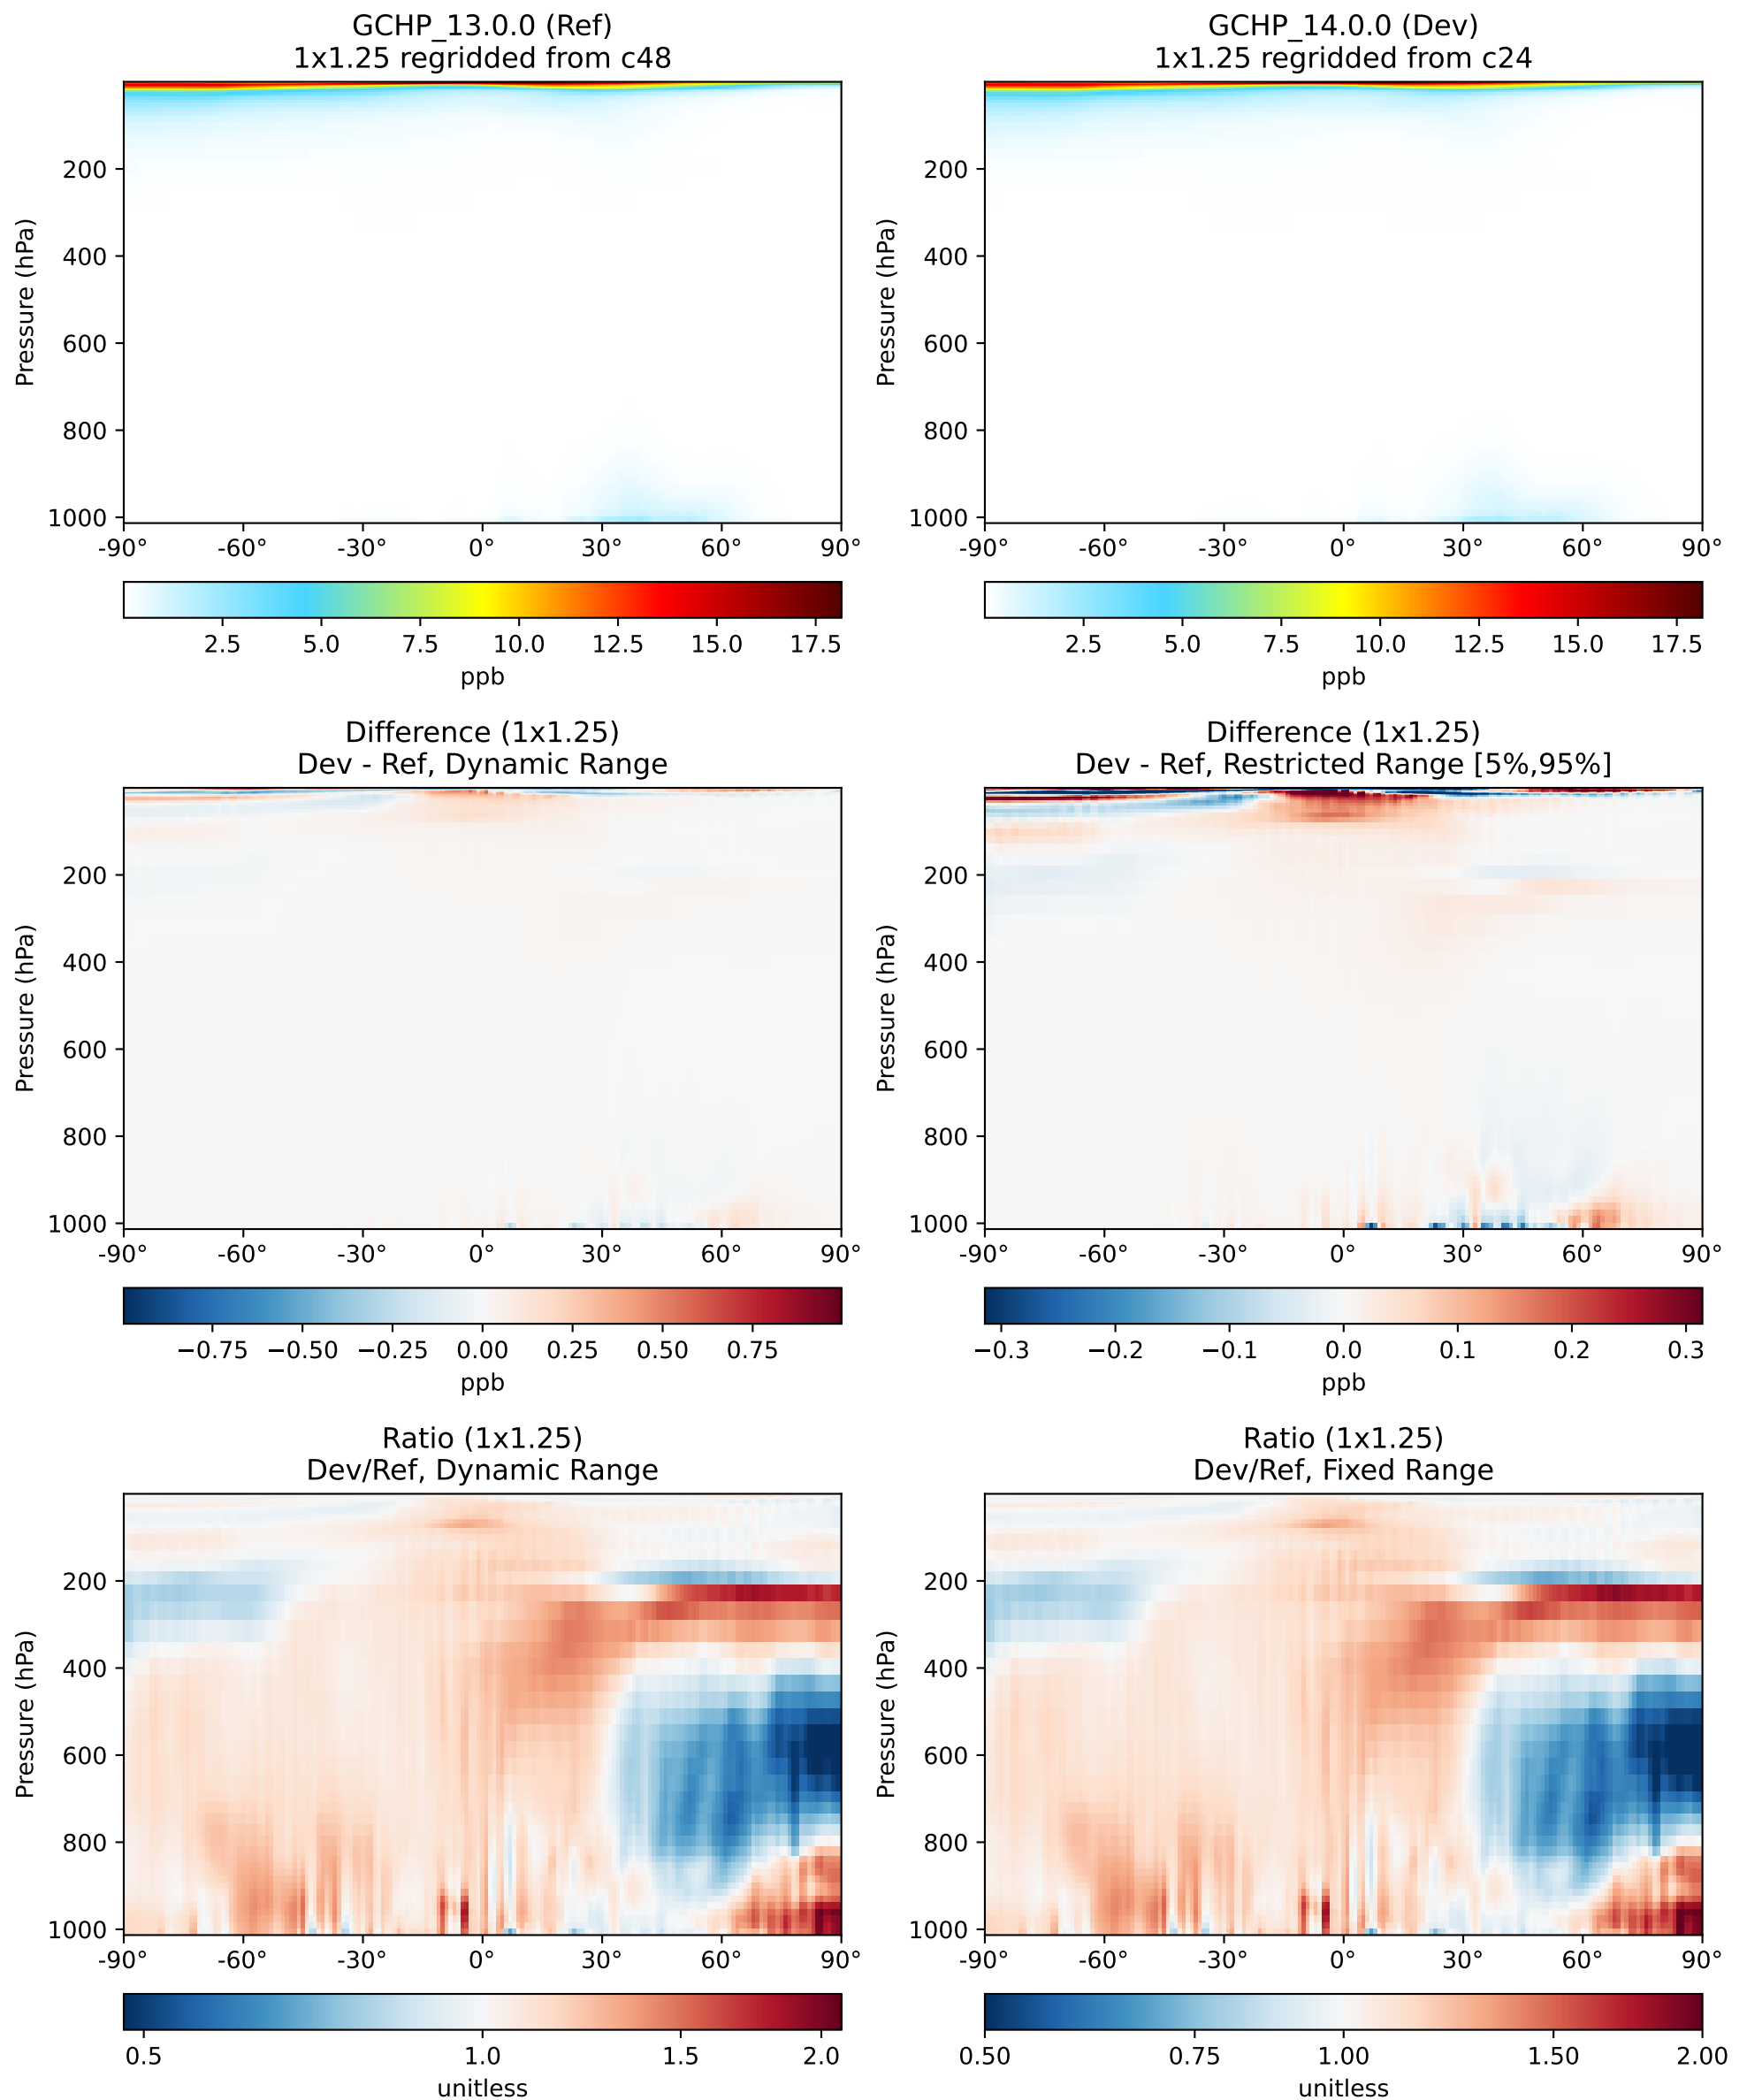 GCHP_13.0.0 (Ref)
1x1.25 regridded from c48
Pressure (hPa)
200
400
600
800
1000
-90° -60° -30° 0° 30° 60° 90°
2.5 5.0 7.5 10.0 12.5 15.0 17.5
ppb
GCHP_14.0.0 (Dev)
1x1.25 regridded from c24
Pressure (hPa)
200
400
600
800
1000
-90° -60° -30° 0° 30° 60° 90°
2.5 5.0 7.5 10.0 12.5 15.0 17.5
ppb
Difference (1x1.25)
Dev - Ref, Dynamic Range
Pressure (hPa)
200
400
600
800
1000
-90° -60° -30° 0° 30° 60° 90°
−0.75 −0.50 −0.25 0.00 0.25 0.50 0.75
ppb
Difference (1x1.25)
Dev - Ref, Restricted Range [5%,95%]
Pressure (hPa)
200
400
600
800
1000
-90° -60° -30° 0° 30° 60° 90°
−0.3 −0.2 −0.1 0.0 0.1 0.2 0.3
ppb
Ratio (1x1.25)
Dev/Ref, Dynamic Range
Pressure (hPa)
200
400
600
800
1000
-90° -60° -30° 0° 30° 60° 90°
0.5 1.0 1.5 2.0
unitless
Ratio (1x1.25)
Dev/Ref, Fixed Range
Pressure (hPa)
200
400
600
800
1000
-90° -60° -30° 0° 30° 60° 90°
0.50 0.75 1.00 1.50 2.00
unitless